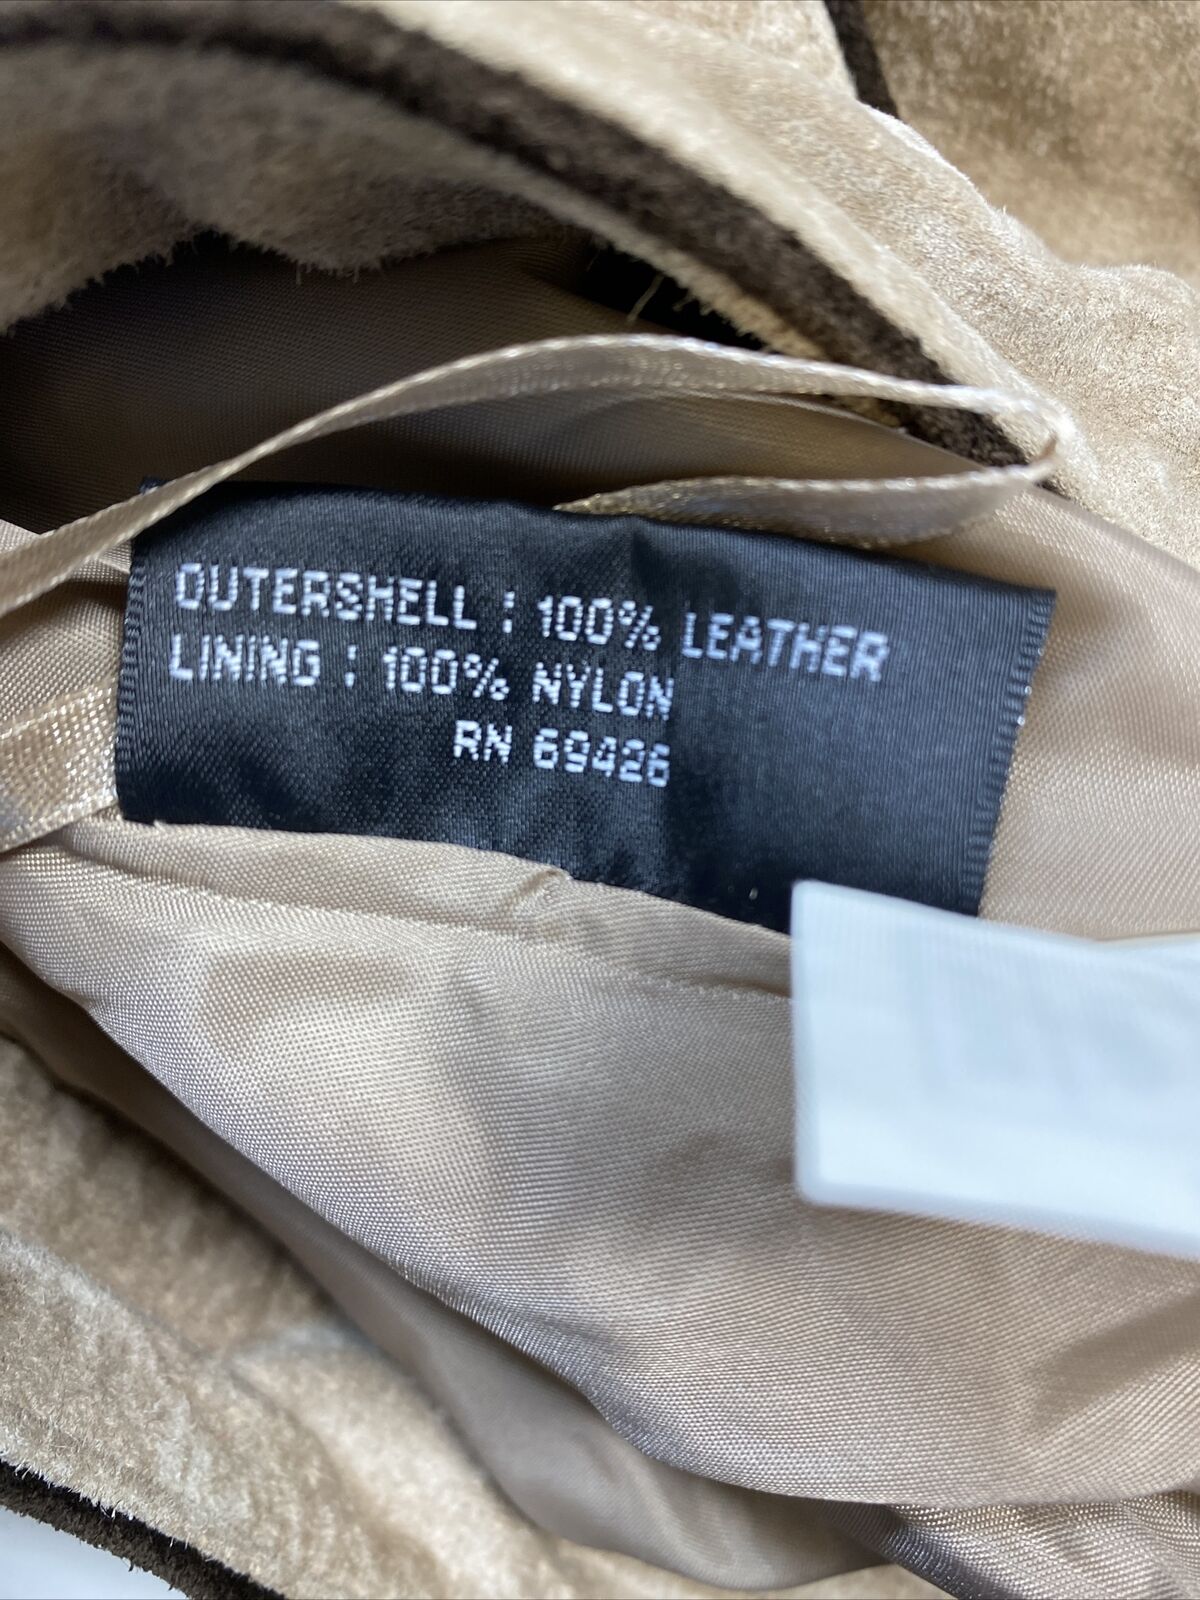 OUTERSHELL : 100% LEATHER
LINING : 100% NYLON
RN 69426